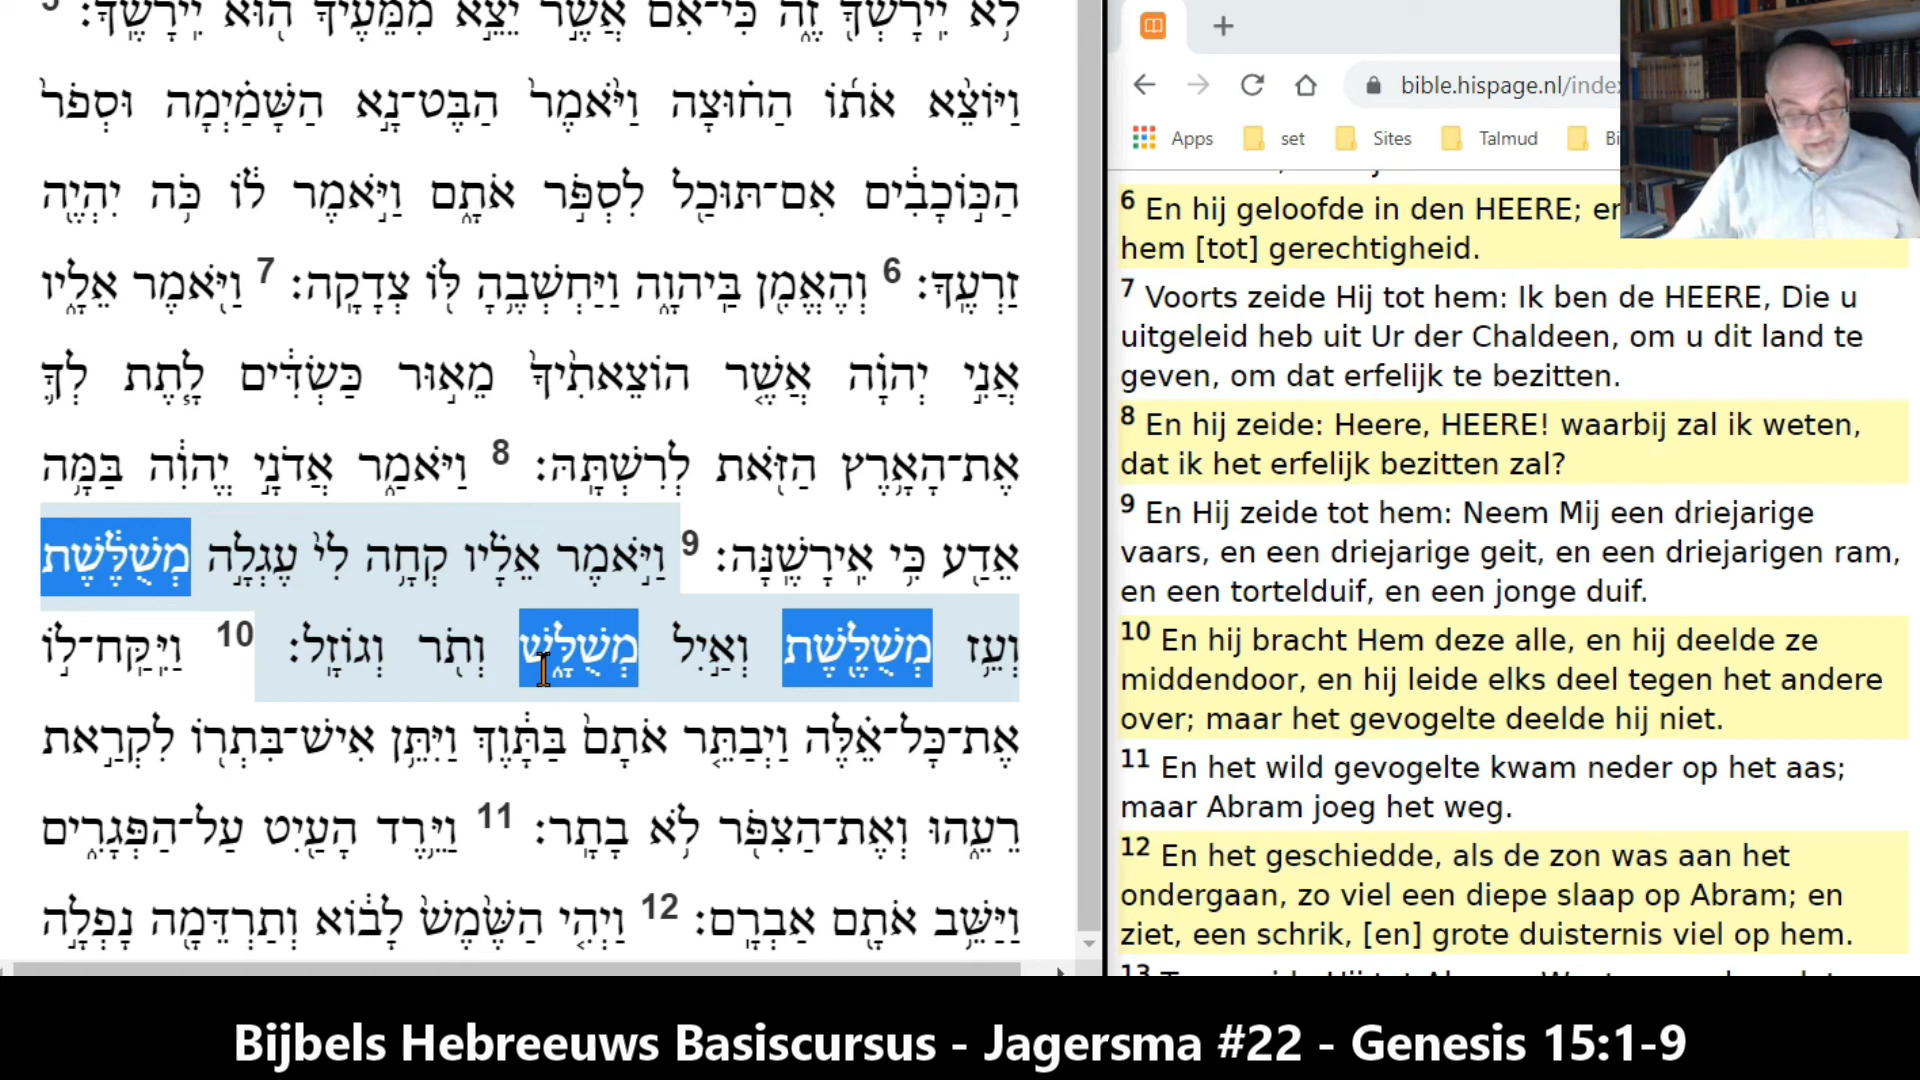 לֹ֥א יִֽירָשְׁךָ֖ זֶ֑ה כִּי־אִם֙ אֲשֶׁ֣ר יֵצֵ֣א מִמֵּעֶ֔יךָ ה֖וּא יִֽירָשֶֽׁךָ׃ 5
וַיּוֹצֵ֨א אֹת֜וֹ הַח֗וּצָה וַיֹּ֙אמֶר֙ הַבֶּט־נָ֣א הַשָּׁמַ֗יְמָה וּסְפֹר֙
הַכּ֣וֹכָבִ֔ים אִם־תּוּכַ֖ל לִסְפֹּ֣ר אֹתָ֑ם וַיֹּ֣אמֶר ל֔וֹ כֹּ֥ה יִהְיֶ֖ה
זַרְעֶֽךָ׃ 6 וְהֶאֱמִ֖ן בַּֽיהוָ֑ה וַיַּחְשְׁבֶ֥הָ לּ֖וֹ צְדָקָֽה׃ 7 וַיֹּ֖אמֶר אֵלָ֑יו
אֲנִ֣י יְהוָ֗ה אֲשֶׁ֤ר הוֹצֵאתִ֙יךָ֙ מֵא֣וּר כַּשְׂדִּ֔ים לָ֧תֶת לְךָ֛
אֶת־הָאָ֥רֶץ הַזֹּ֖את לְרִשְׁתָּֽהּ׃ 8 וַיֹּאמַ֑ר אֲדֹנָ֣י יֱהוִ֔ה בַּמָּ֥ה
אֵדַ֖ע כִּ֥י אִֽירָשֶֽׁנָּה׃ 9 וַיֹּ֣אמֶר אֵלָ֗יו קְחָ֥ה לִי֙ עֶגְלָ֣ה מְשֻׁלֶּ֔שֶׁת
וְעֵ֥ז מְשֻׁלֶּ֖שֶׁת וְאַ֣יִל מְשֻׁלָּ֑שׁ וְתֹ֖ר וְגוֹזָֽל׃ 10 וַיִּֽקַּֽח־ל֣וֹ
אֶת־כָּל־אֵ֗לֶּה וַיְבַתֵּ֤ר אֹתָם֙ בַּתָּ֔וֶךְ וַיִּתֵּ֥ן אִישׁ־בִּתְר֖וֹ לִקְרַ֣את
רֵעֵ֑הוּ וְאֶת־הַצִפֹּ֖ר לֹ֥א בָתָֽר׃ 11 וַיֵּ֥רֶד הָעַ֖יִט עַל־הַפְּגָרִ֑ים
וַיַּשֵּׁ֥ב אֹתָ֖ם אַבְרָֽם׃ 12 וַיְהִ֤י הַשֶּׁ֙מֶשׁ֙ לָב֔וֹא וְתַרְדֵּמָ֖ה נָפְלָ֣ה
bible.hispage.nl/inde
Apps set Sites Talmud
6 En hij geloofde in den HEERE; en
hem [tot] gerechtigheid.
7 Voorts zeide Hij tot hem: Ik ben de HEERE, Die u
uitgeleid heb uit Ur der Chaldeen, om u dit land te
geven, om dat erfelijk te bezitten.
8 En hij zeide: Heere, HEERE! waarbij zal ik weten,
dat ik het erfelijk bezitten zal?
9 En Hij zeide tot hem: Neem Mij een driejarige
vaars, en een driejarige geit, en een driejarigen ram,
en een tortelduif, en een jonge duif.
10 En hij bracht Hem deze alle, en hij deelde ze
middendoor, en hij leide elks deel tegen het andere
over; maar het gevogelte deelde hij niet.
11 En het wild gevogelte kwam neder op het aas;
maar Abram joeg het weg.
12 En het geschiedde, als de zon was aan het
ondergaan, zo viel een diepe slaap op Abram; en
ziet, een schrik, [en] grote duisternis viel op hem.
Bijbels Hebreeuws Basiscursus - Jagersma #22 - Genesis 15:1-9